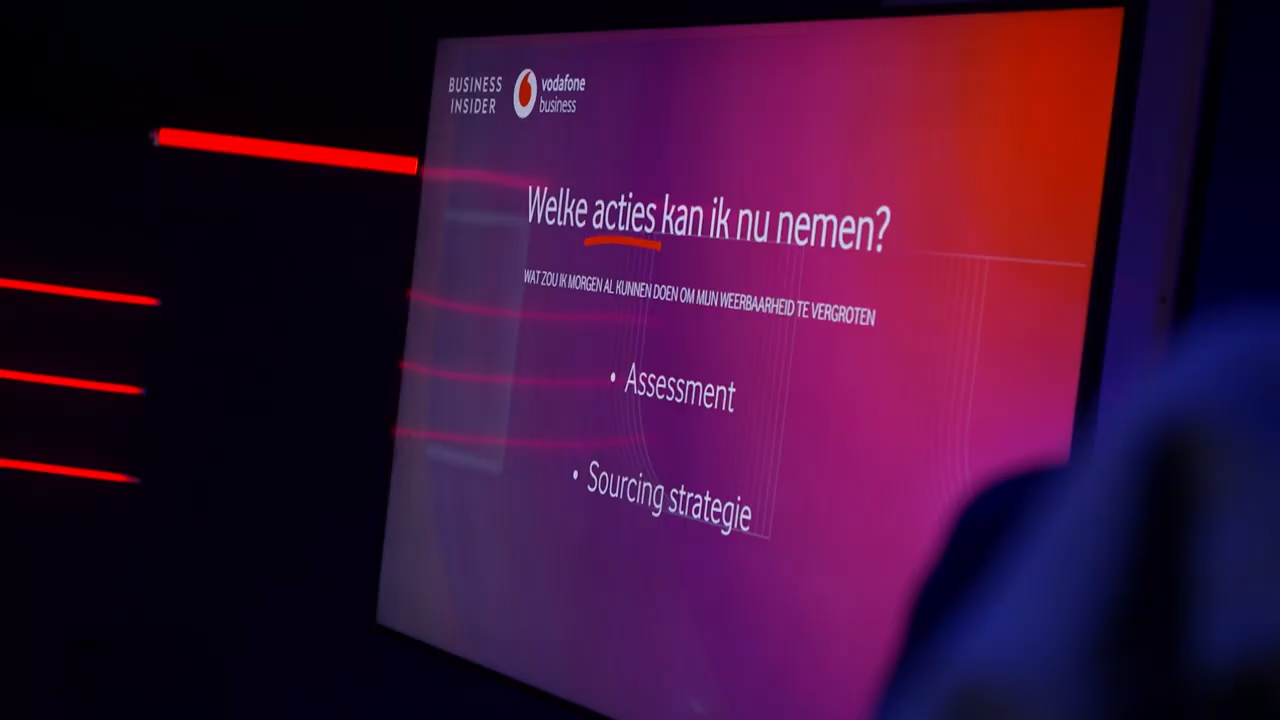 BUSINESS
INSIDER
vodafone
business
Welke acties kan ik nu nemen?
WAT ZOU IK MORGEN AL KUNNEN DOEN OM MIJN WEERBAARHEID TE VERGROTEN
• Assessment
• Sourcing strategie